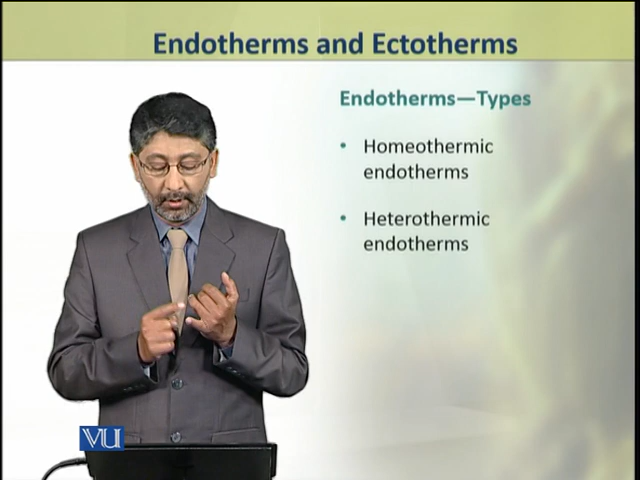 Endotherms and Ectotherms
Endotherms—Types
• Homeothermic
endotherms
• Heterothermic
endotherms
VU